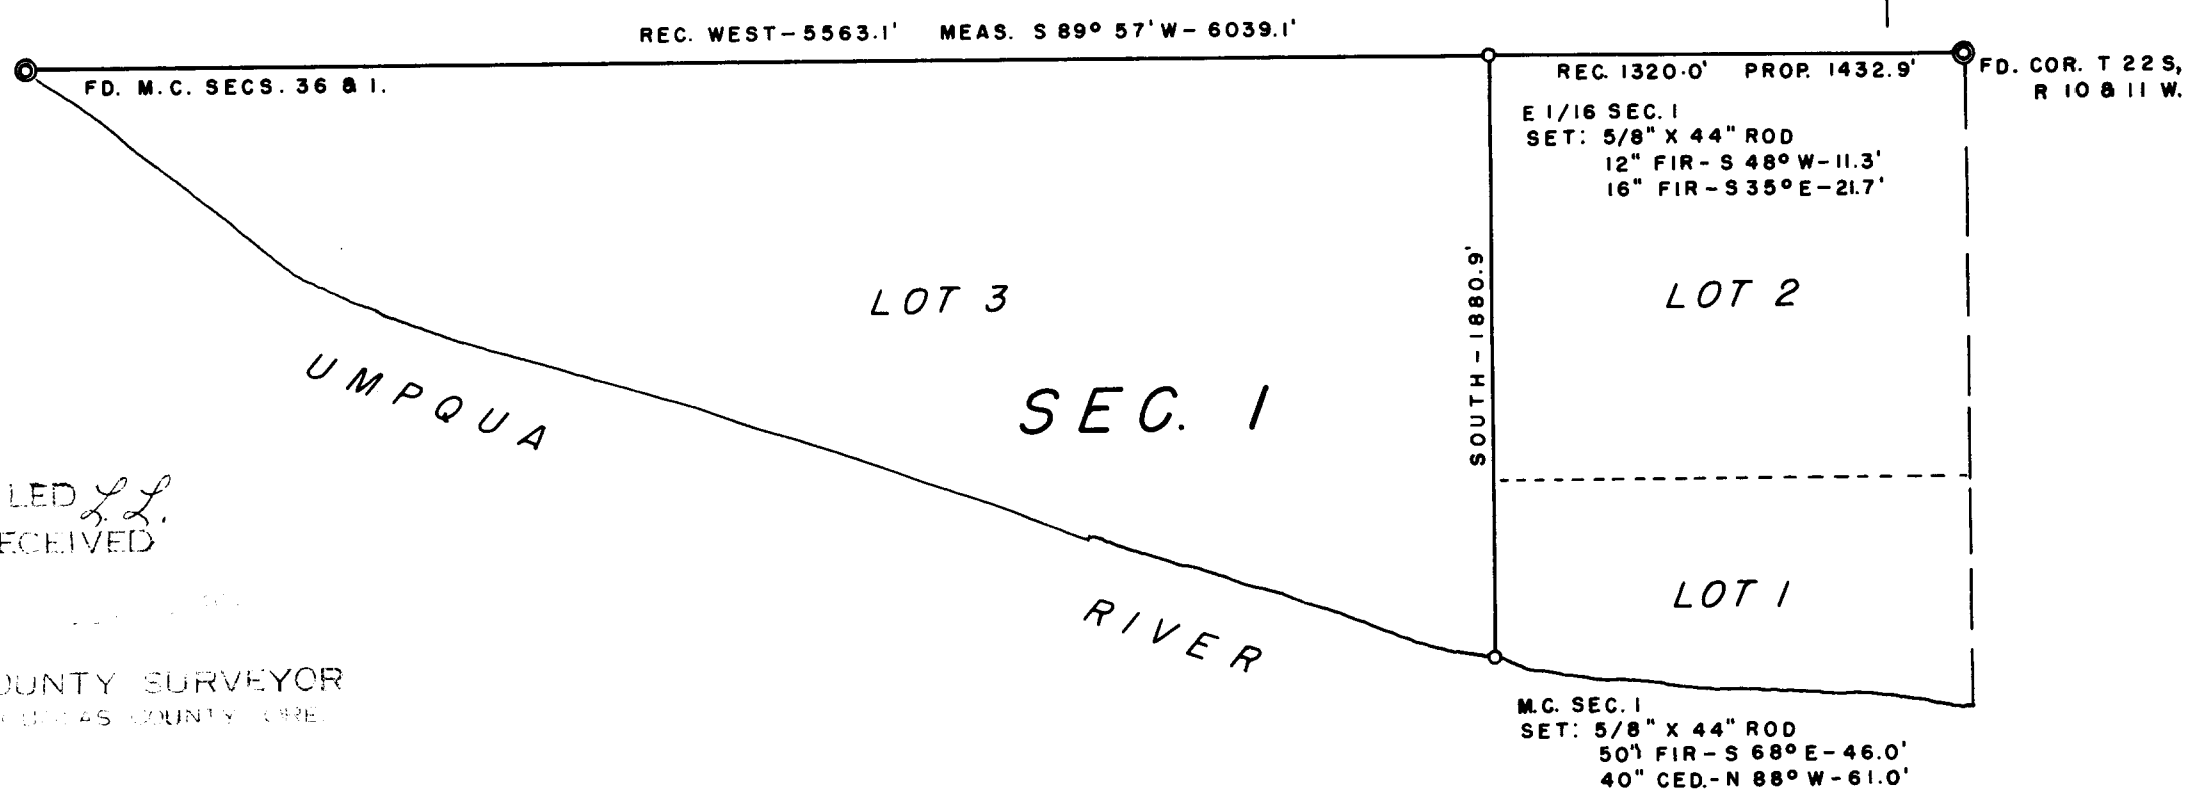 REC. WEST-5563.1' MEAS. S 89° 57' W- 6039.1'
REC. 1320.0' PROP. 1432.9'
FD. COR. T 22 S,
R 10 & 11 W.
FD. M.C. SECS. 36 & 1.
E 1/16 SEC. 1
SET: 5/8" X 44" ROD
12" FIR- S 48° W-11.3'
16" FIR-S 35° E-21.7'
SOUTH-1880.9'
LOT 3
LOT 2
UMPQUA
SEC. 1
LED L.L.
ECEIVED
LOT 1
RIVER
OUNTY SURVEYOR
AS COUNTY ORE.
M.C. SEC. 1
SET: 5/8" X 44" ROD
50" FIR-S 68° E-46.0'
40" CED.-N 88° W-61.0'